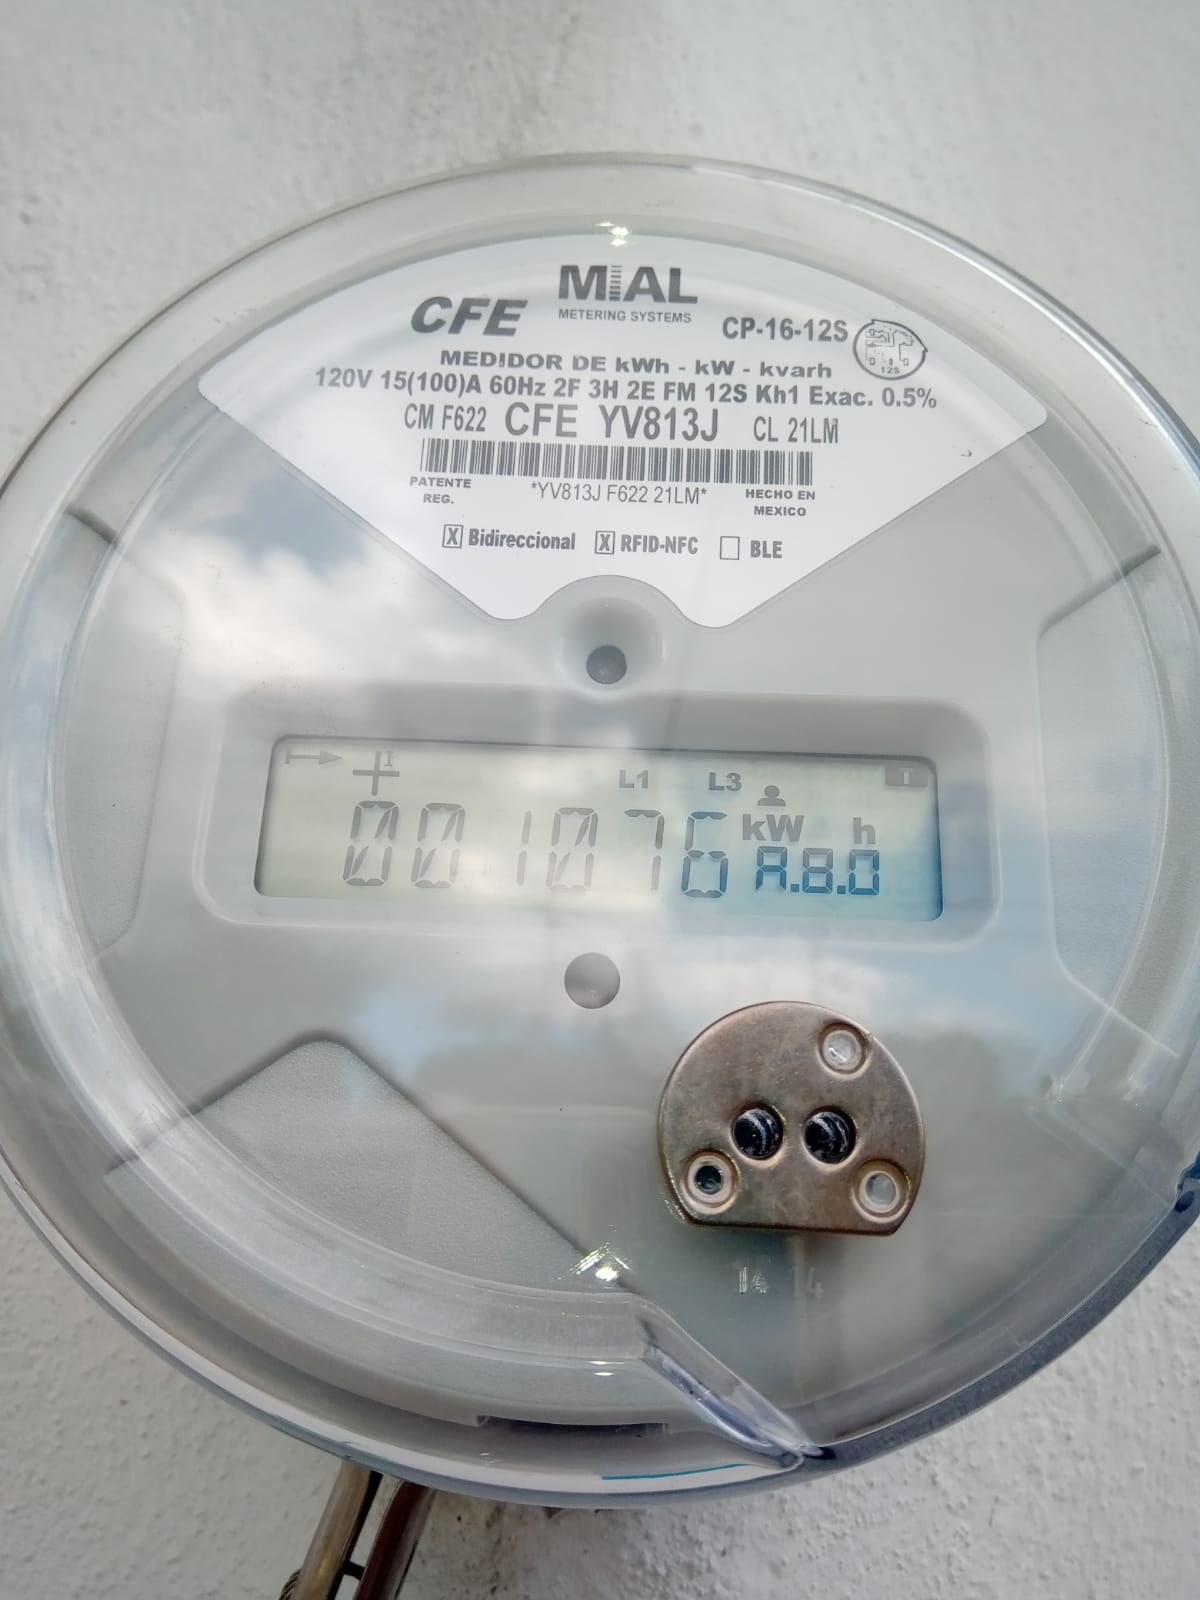 MIAL
METERING SYSTEMS
CFE
CP-16-12S
12S
MEDIDOR DE kWh - kW - kvarh
120V 15(100)A 60Hz 2F 3H 2E FM 12S Kh1 Exac. 0.5%
CM F622 CFE YV813J CL 21LM
PATENTE REG.
*YV813J F622 21LM*
HECHO EN MEXICO
X Bidireccional X RFID-NFC BLE
L1 L3
001076 kW h
A.8.0
14 14